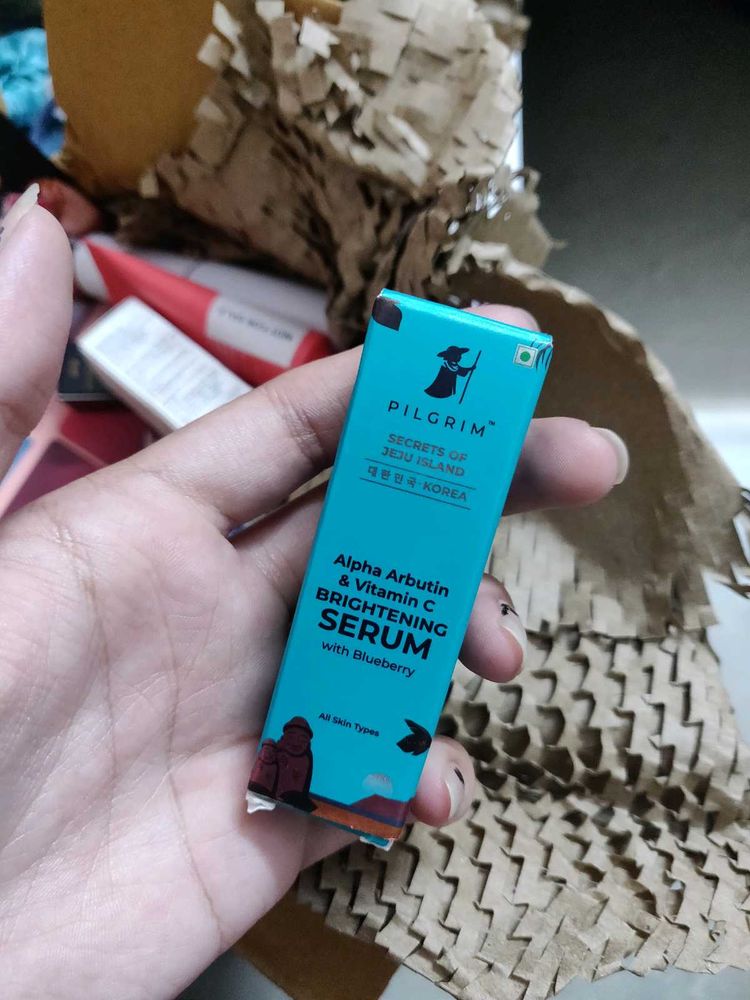 PILGRIM™
SECRETS OF
JEJU ISLAND
대한민국·KOREA
Alpha Arbutin
& Vitamin C
BRIGHTENING
SERUM
with Blueberry
All Skin Types